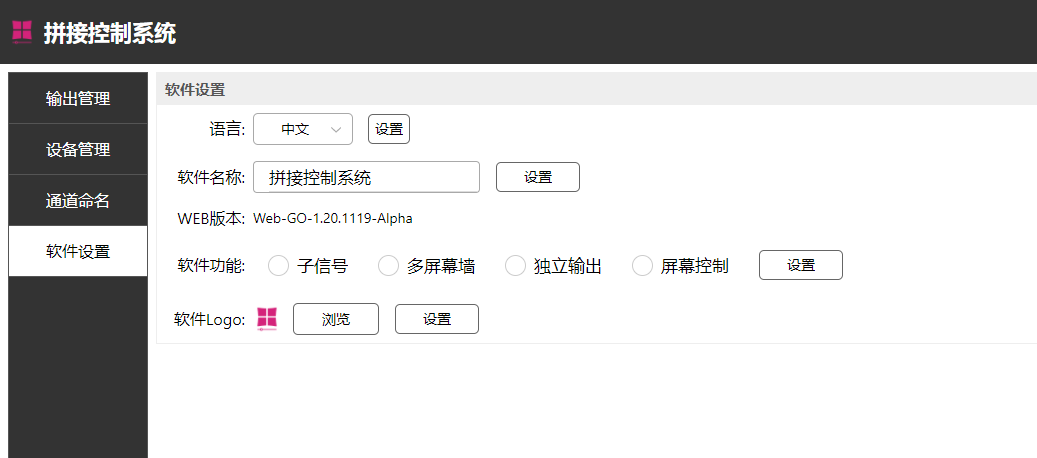 拼接控制系统
输出管理
设备管理
通道命名
软件设置
软件设置
语言: 中文 设置
软件名称: 拼接控制系统 设置
WEB版本: Web-GO-1.20.1119-Alpha
软件功能: 子信号 多屏幕墙 独立输出 屏幕控制 设置
软件Logo: 浏览 设置